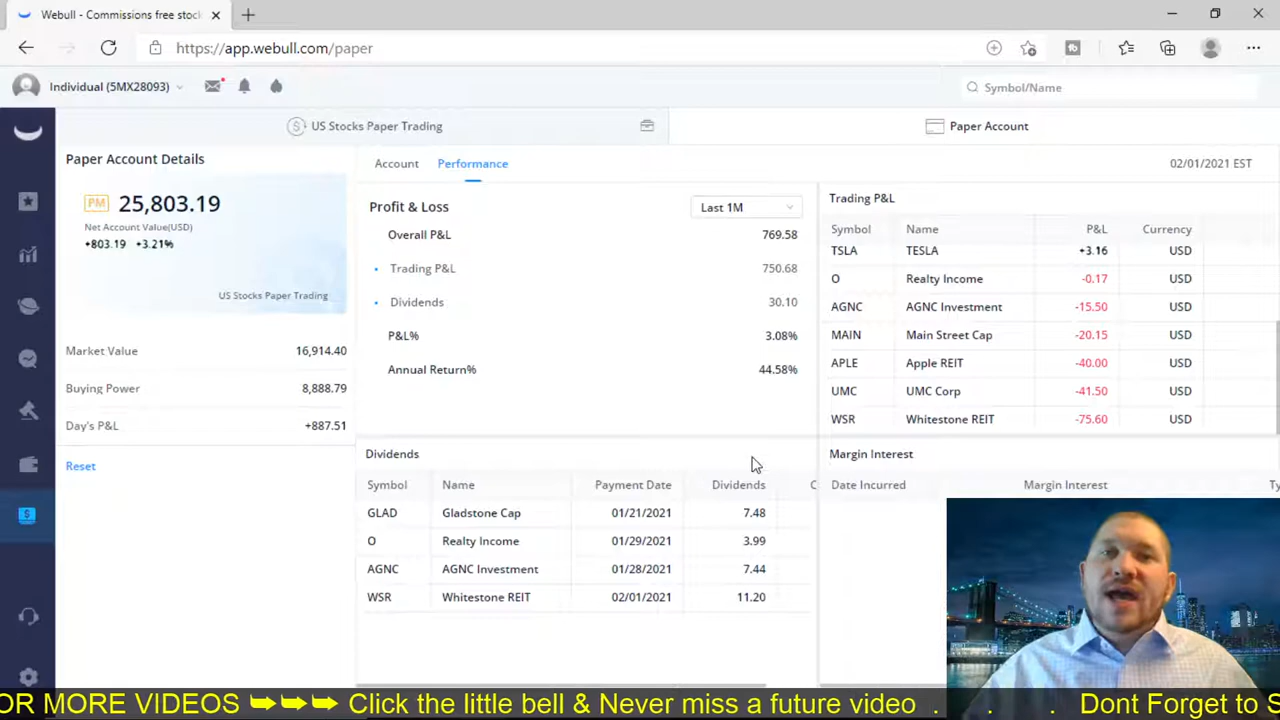 Webull - Commissions free stoc
https://app.webull.com/paper
Individual (5MX28093)
Symbol/Name
US Stocks Paper Trading
Paper Account
Paper Account Details
PM 25,803.19
Net Account Value(USD)
+803.19 +3.21%
US Stocks Paper Trading
Market Value 16,914.40
Buying Power 8,888.79
Day's P&L +887.51
Reset
Account Performance 02/01/2021 EST
Profit & Loss Last 1M
Overall P&L 769.58
Trading P&L 750.68
Dividends 30.10
P&L% 3.08%
Annual Return% 44.58%
Trading P&L
Symbol Name P&L Currency
TSLA TESLA +3.16 USD
O Realty Income -0.17 USD
AGNC AGNC Investment -15.50 USD
MAIN Main Street Cap -20.15 USD
APLE Apple REIT -40.00 USD
UMC UMC Corp -41.50 USD
WSR Whitestone REIT -75.60 USD
Dividends
Symbol Name Payment Date Dividends C
GLAD Gladstone Cap 01/21/2021 7.48
O Realty Income 01/29/2021 3.99
AGNC AGNC Investment 01/28/2021 7.44
WSR Whitestone REIT 02/01/2021 11.20
Margin Interest
Date Incurred Margin Interest Ty
OR MORE VIDEOS ➥➥➥ Click the little bell & Never miss a future video . . . Dont Forget to S